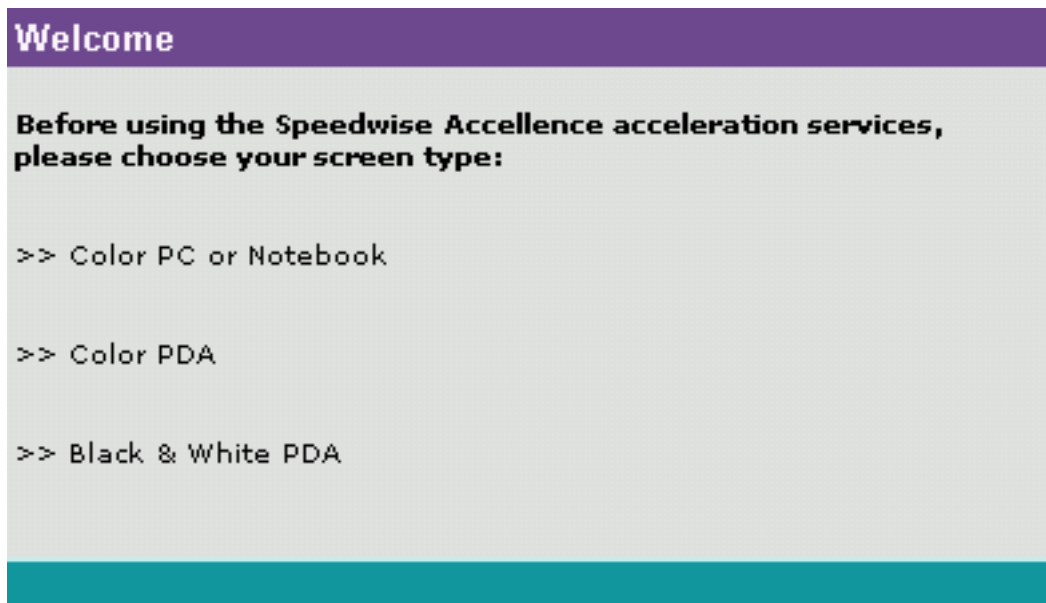 Welcome
Before using the Speedwise Accellence acceleration services,
please choose your screen type:
>> Color PC or Notebook
>> Color PDA
>> Black & White PDA